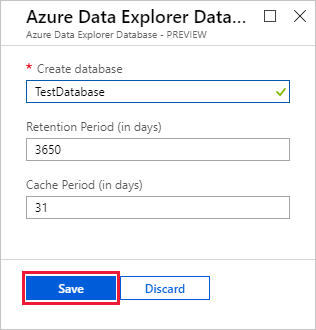 Azure Data Explorer Data...
Azure Data Explorer Database - PREVIEW
* Create database
TestDatabase
Retention Period (in days)
3650
Cache Period (in days)
31
Save Discard